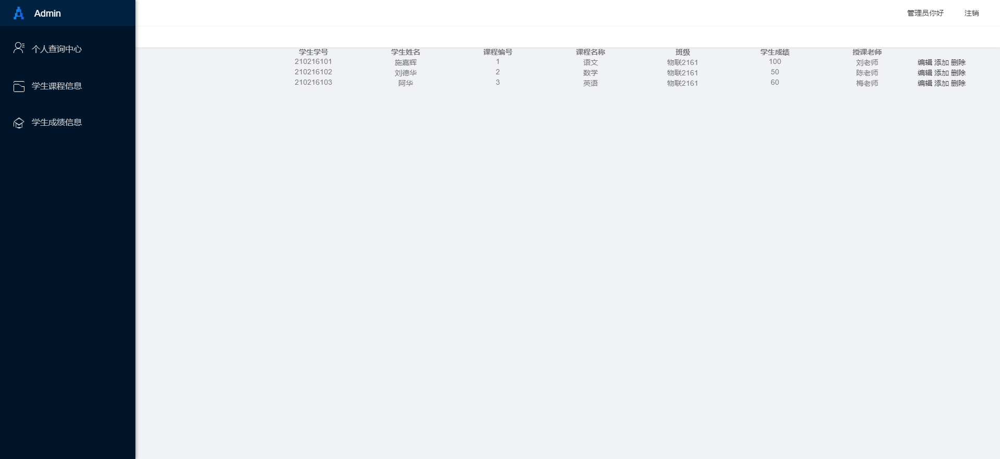 Admin
管理员你好 注销
个人查询中心
学生课程信息
学生成绩信息
学生学号 学生姓名 课程编号 课程名称 班级 学生成绩 授课老师
210216101 施嘉辉 1 语文 物联2161 100 刘老师 编辑 添加 删除
210216102 刘德华 2 数学 物联2161 50 陈老师 编辑 添加 删除
210216103 阿华 3 英语 物联2161 60 梅老师 编辑 添加 删除